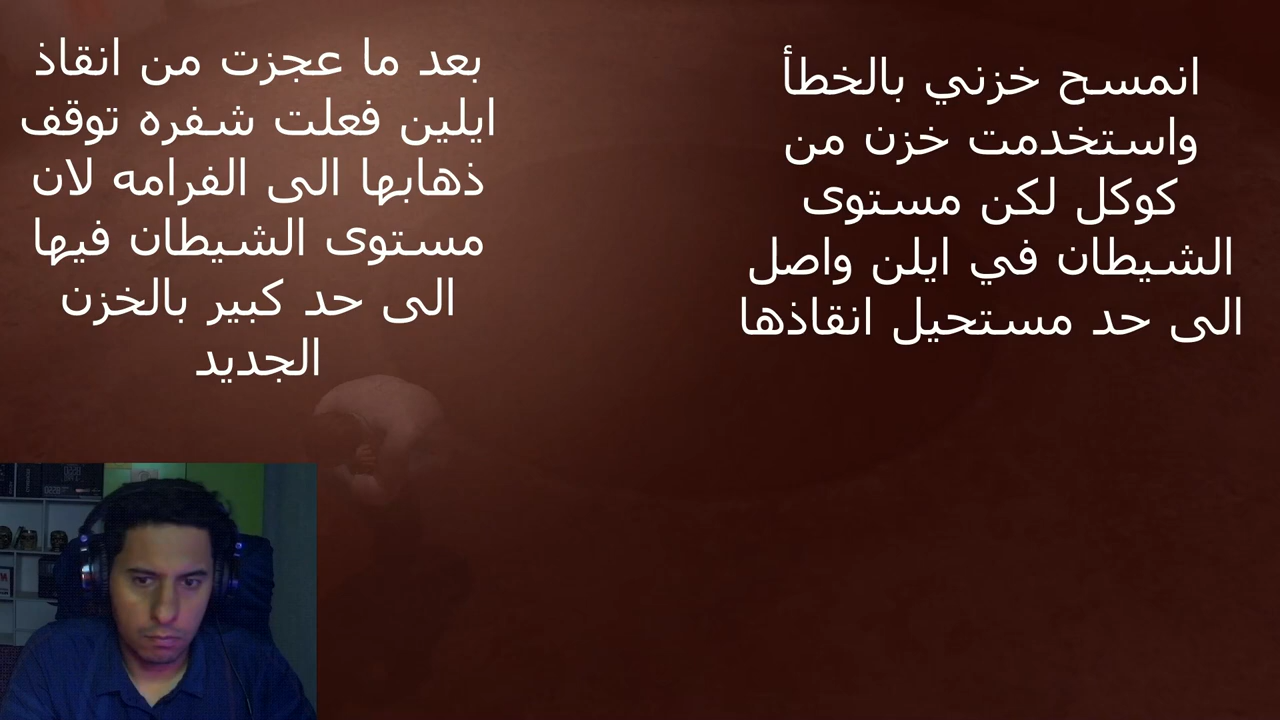 انمسح خزني بالخطأ
واستخدمت خزن من
كوكل لكن مستوى
الشيطان في ايلن واصل
الى حد مستحيل انقاذها
بعد ما عجزت من انقاذ
ايلين فعلت شفره توقف
ذهابها الى الفرامه لان
مستوى الشيطان فيها
الى حد كبير بالخزن
الجديد